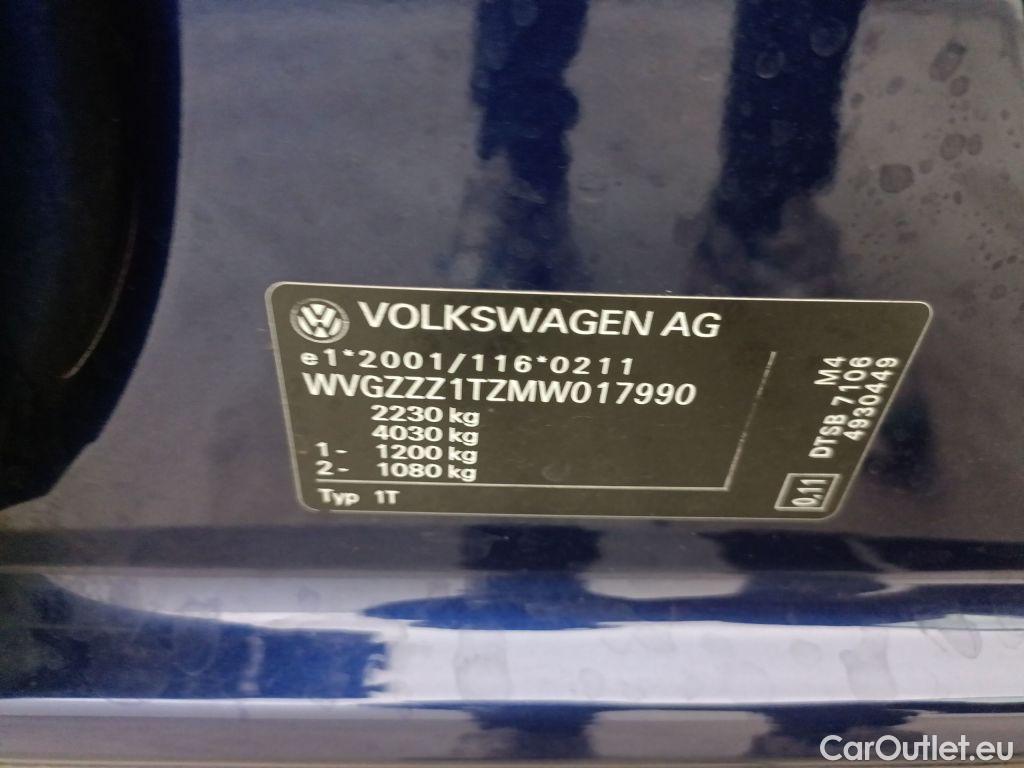 VOLKSWAGEN AG
e1*2001/116*0211
WVGZZZ1TZMW017990
2230 kg
4030 kg
1- 1200 kg
2- 1080 kg
Typ 1T
M4
DTSB 7106
4930449
0,11
CarOutlet.eu